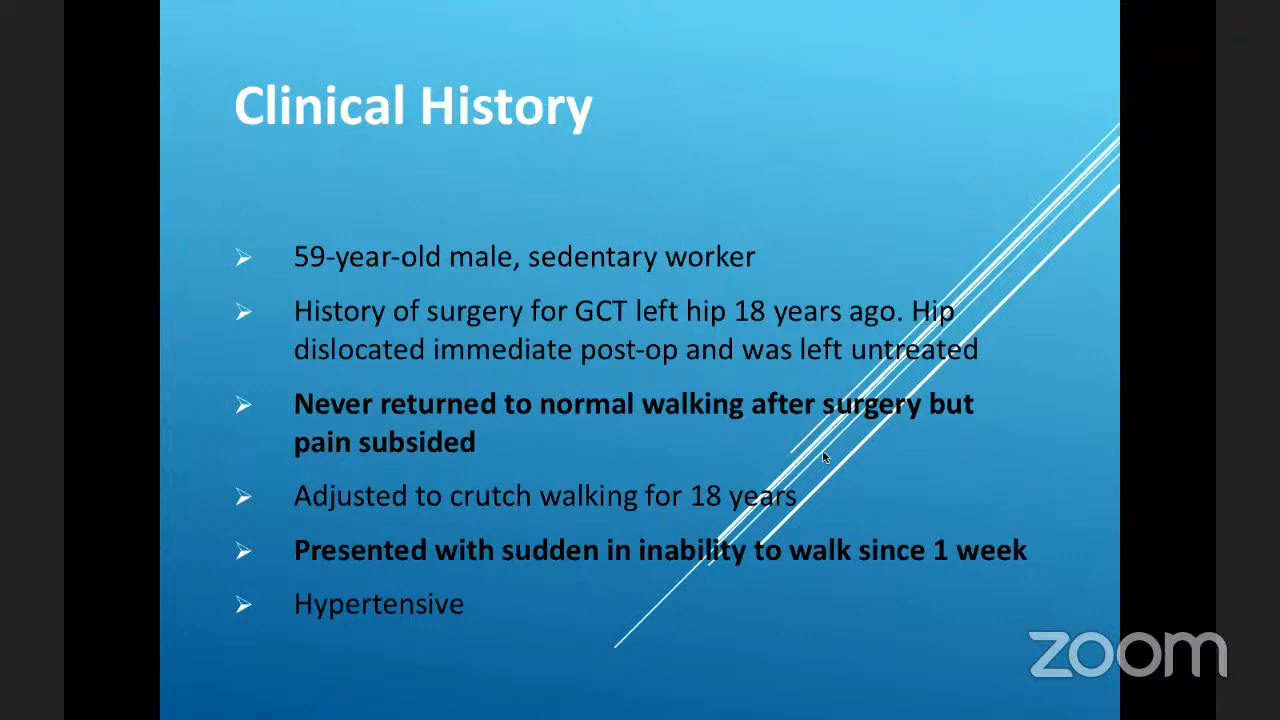 Clinical History
59-year-old male, sedentary worker
History of surgery for GCT left hip 18 years ago. Hip
dislocated immediate post-op and was left untreated
Never returned to normal walking after surgery but
pain subsided
Adjusted to crutch walking for 18 years
Presented with sudden in inability to walk since 1 week
Hypertensive
zoom